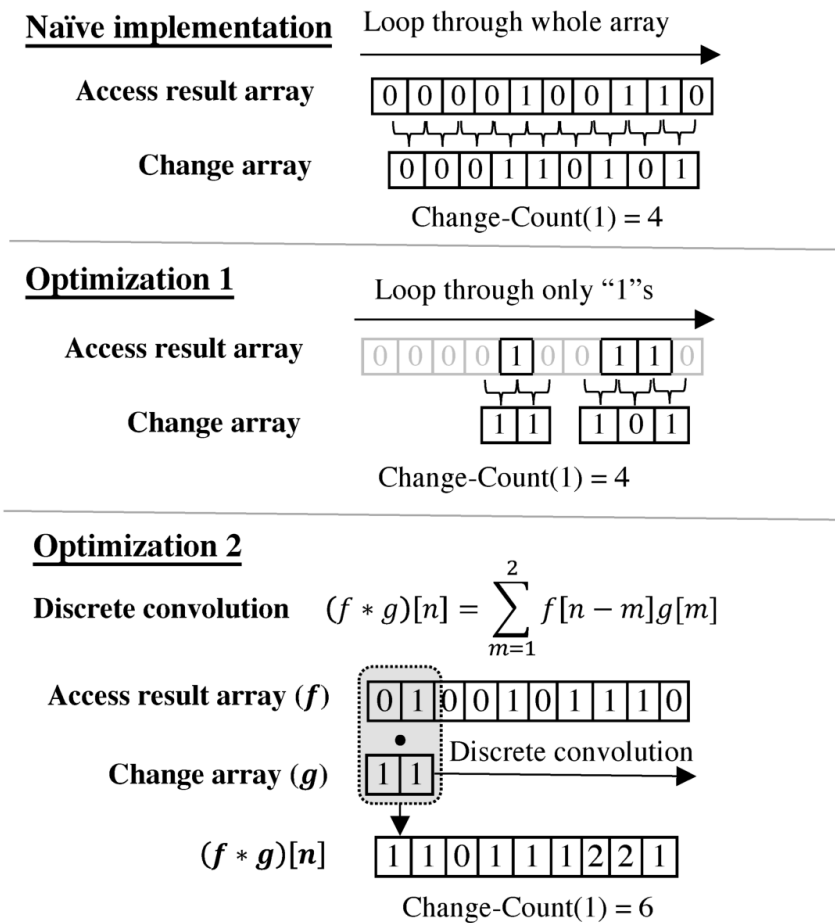 Naïve implementation Loop through whole array
Access result array 0 0 0 0 1 0 0 1 1 0
Change array 0 0 0 1 1 0 1 0 1
Change-Count(1) = 4
Optimization 1 Loop through only “1”s
Access result array 0 0 0 0 1 0 0 1 1 0
Change array 1 1 1 0 1
Change-Count(1) = 4
Optimization 2
Discrete convolution (f * g)[n] = ∑_{m=1}^{2} f[n − m]g[m]
Access result array (f) 0 1 0 0 1 0 1 1 1 0
Change array (g) 1 1 Discrete convolution
(f * g)[n] 1 1 0 1 1 1 2 2 1
Change-Count(1) = 6